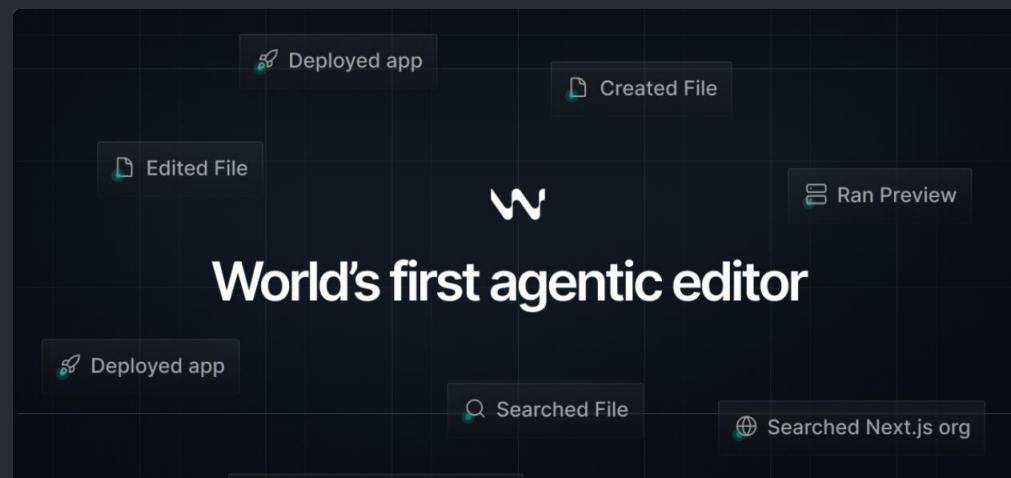 Deployed app
Created File
Edited File
Ran Preview
World's first agentic editor
Deployed app
Searched File
Searched Next.js org